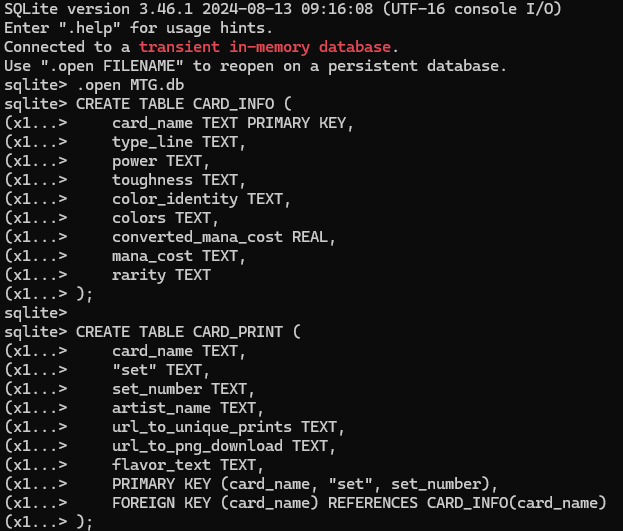 SQLite version 3.46.1 2024-08-13 09:16:08 (UTF-16 console I/O)
Enter ".help" for usage hints.
Connected to a transient in-memory database.
Use ".open FILENAME" to reopen on a persistent database.
sqlite> .open MTG.db
sqlite> CREATE TABLE CARD_INFO (
(x1...>     card_name TEXT PRIMARY KEY,
(x1...>     type_line TEXT,
(x1...>     power TEXT,
(x1...>     toughness TEXT,
(x1...>     color_identity TEXT,
(x1...>     colors TEXT,
(x1...>     converted_mana_cost REAL,
(x1...>     mana_cost TEXT,
(x1...>     rarity TEXT
(x1...> );
sqlite>
sqlite> CREATE TABLE CARD_PRINT (
(x1...>     card_name TEXT,
(x1...>     "set" TEXT,
(x1...>     set_number TEXT,
(x1...>     artist_name TEXT,
(x1...>     url_to_unique_prints TEXT,
(x1...>     url_to_png_download TEXT,
(x1...>     flavor_text TEXT,
(x1...>     PRIMARY KEY (card_name, "set", set_number),
(x1...>     FOREIGN KEY (card_name) REFERENCES CARD_INFO(card_name)
(x1...> );